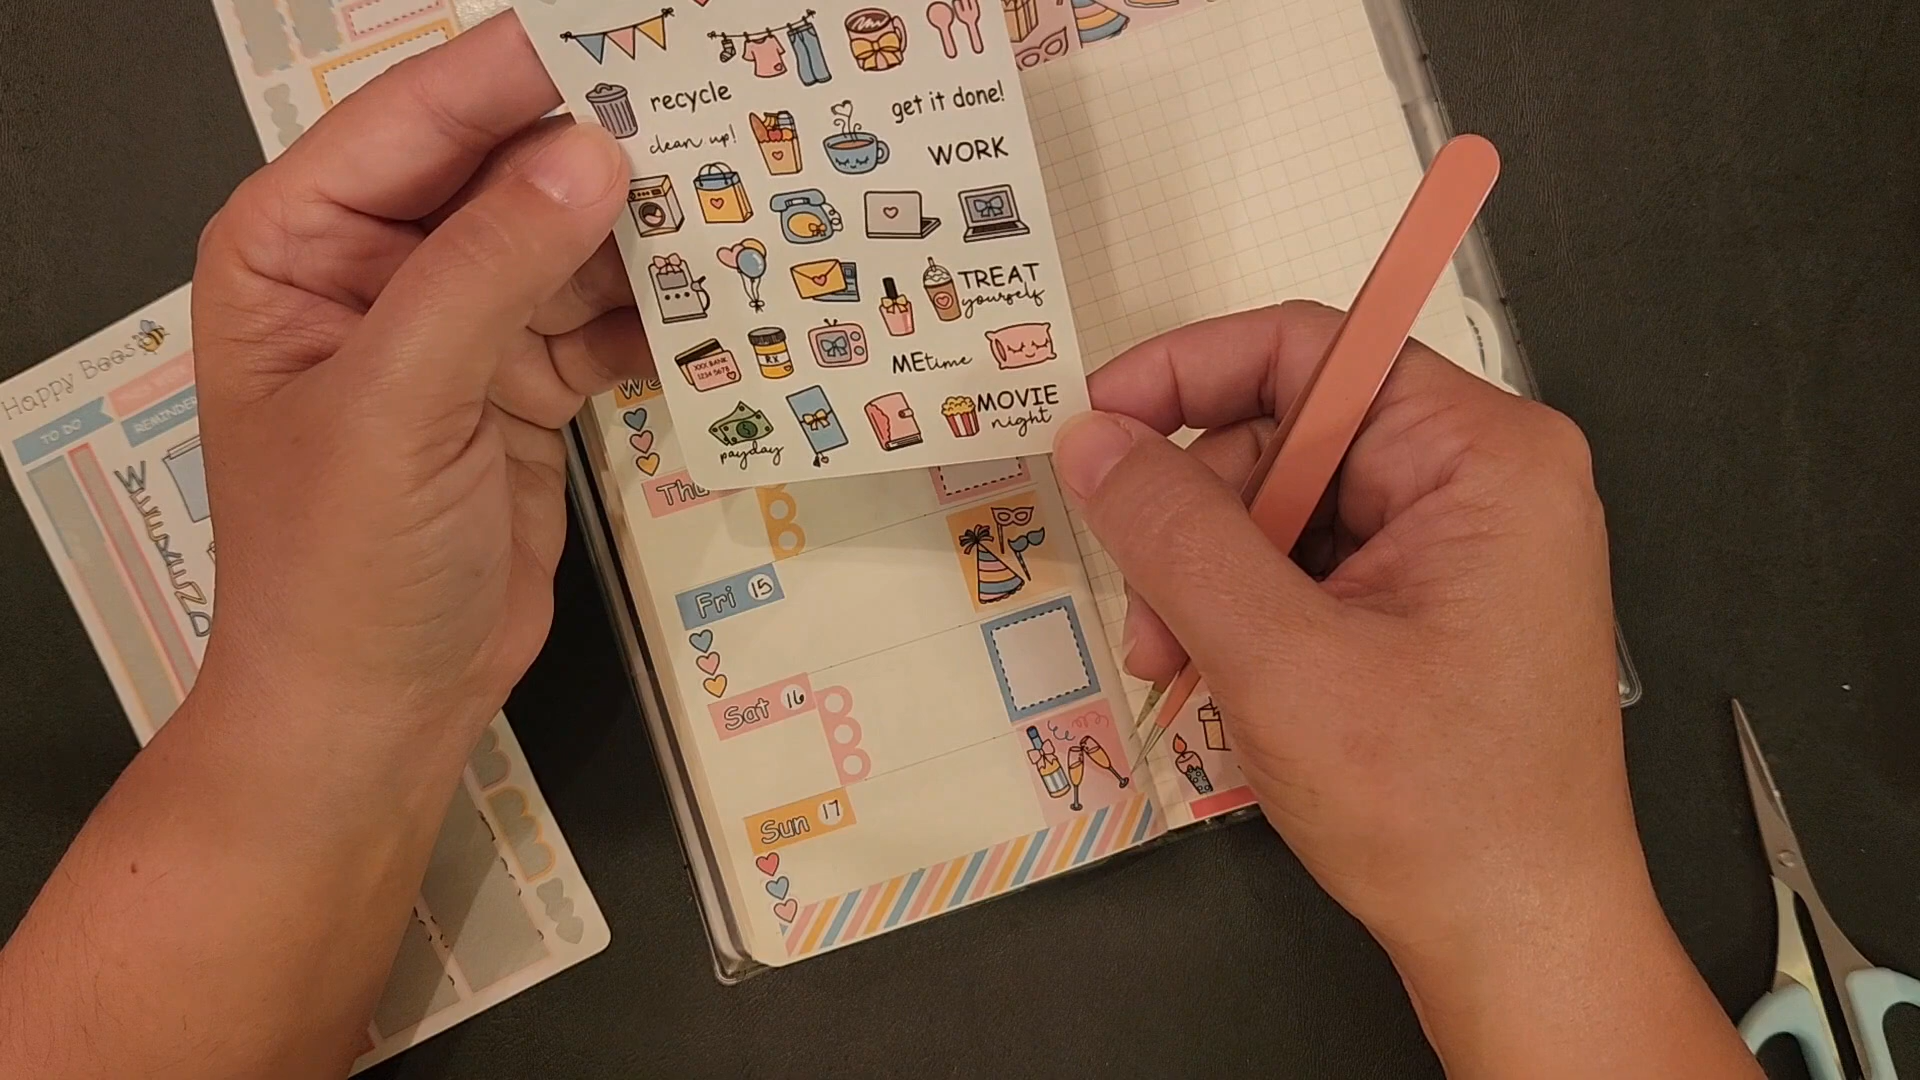 recycle
clean up!
get it done!
WORK
TREAT
yourself
XXX BANK
1234 5678
RX
MEtime
MOVIE
night
payday
Happy Bees
TO DO
REMINDER
We
Thu
Fri 15
Sat 16
Sun 17